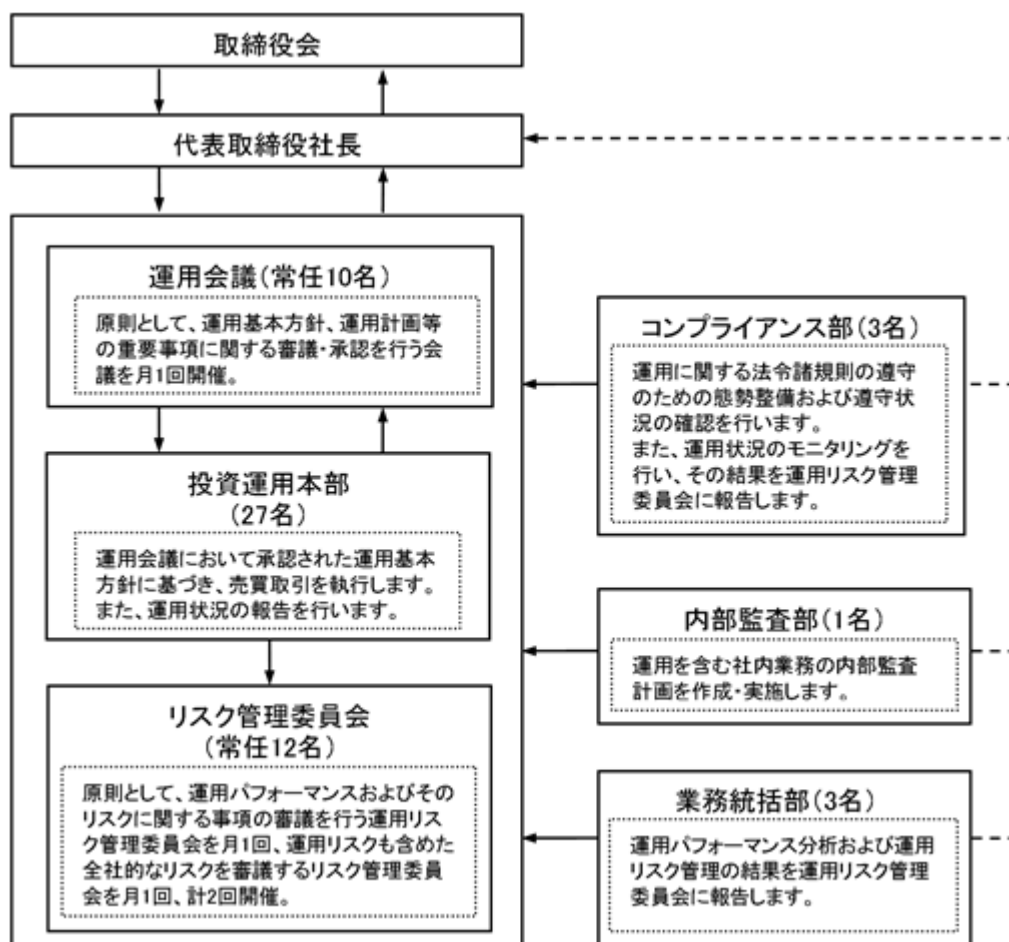 取締役会
代表取締役社長
運用会議(常任10名)
原則として、運用基本方針、運用計画等
の重要事項に関する審議・承認を行う会
議を月1回開催。
投資運用本部
(27名)
運用会議において承認された運用基本
方針に基づき、売買取引を執行します。
また、運用状況の報告を行います。
リスク管理委員会
(常任12名)
原則として、運用パフォーマンスおよびその
リスクに関する事項の審議を行う運用リス
ク管理委員会を月1回、運用リスクも含めた
全社的なリスクを審議するリスク管理委員
会を月1回、計2回開催。
コンプライアンス部(3名)
運用に関する法令諸規則の遵守
のための態勢整備および遵守状
況の確認を行います。
また、運用状況のモニタリングを
行い、その結果を運用リスク管理
委員会に報告します。
内部監査部(1名)
運用を含む社内業務の内部監査
計画を作成・実施します。
業務統括部(3名)
運用パフォーマンス分析および運用
リスク管理の結果を運用リスク管理
委員会に報告します。